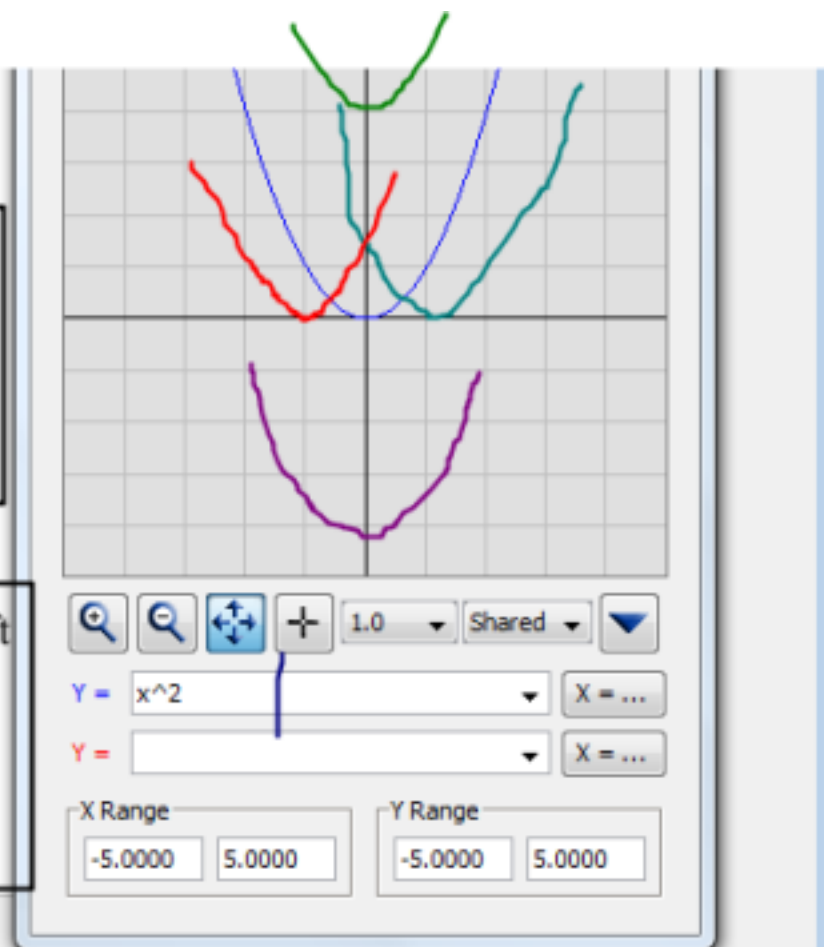 1.0 Shared
Y = x^2 X = ...
Y = X = ...
X Range Y Range
-5.0000 5.0000 -5.0000 5.0000